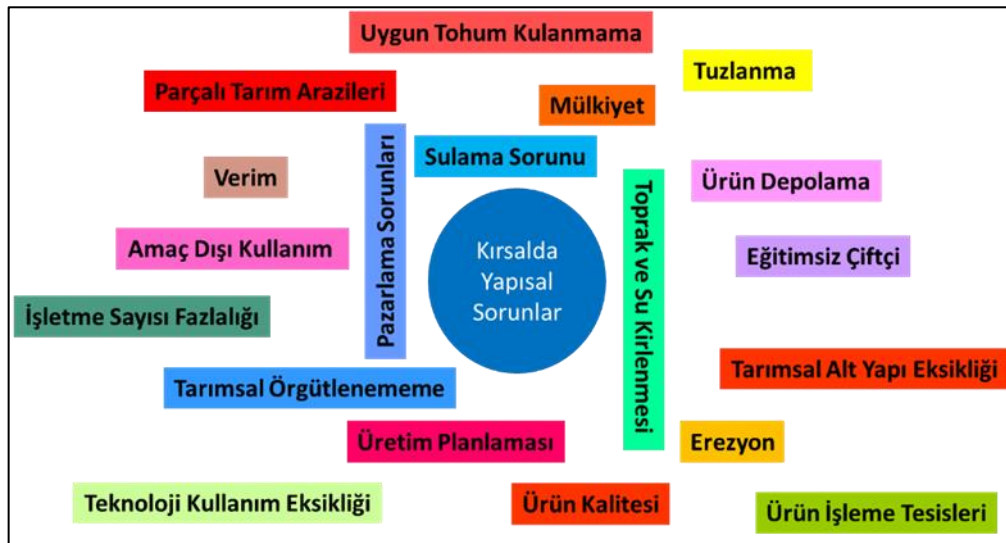 Uygun Tohum Kulanmama
Tuzlanma
Parçalı Tarım Arazileri
Mülkiyet
Pazarlama Sorunları
Sulama Sorunu
Verim
Toprak ve Su Kirlenmesi
Ürün Depolama
Amaç Dışı Kullanım
Kırsalda
Yapısal
Sorunlar
Eğitimsiz Çiftçi
İşletme Sayısı Fazlalığı
Tarımsal Alt Yapı Eksikliği
Tarımsal Örgütlenememe
Üretim Planlaması
Erezyon
Teknoloji Kullanım Eksikliği
Ürün Kalitesi
Ürün İşleme Tesisleri